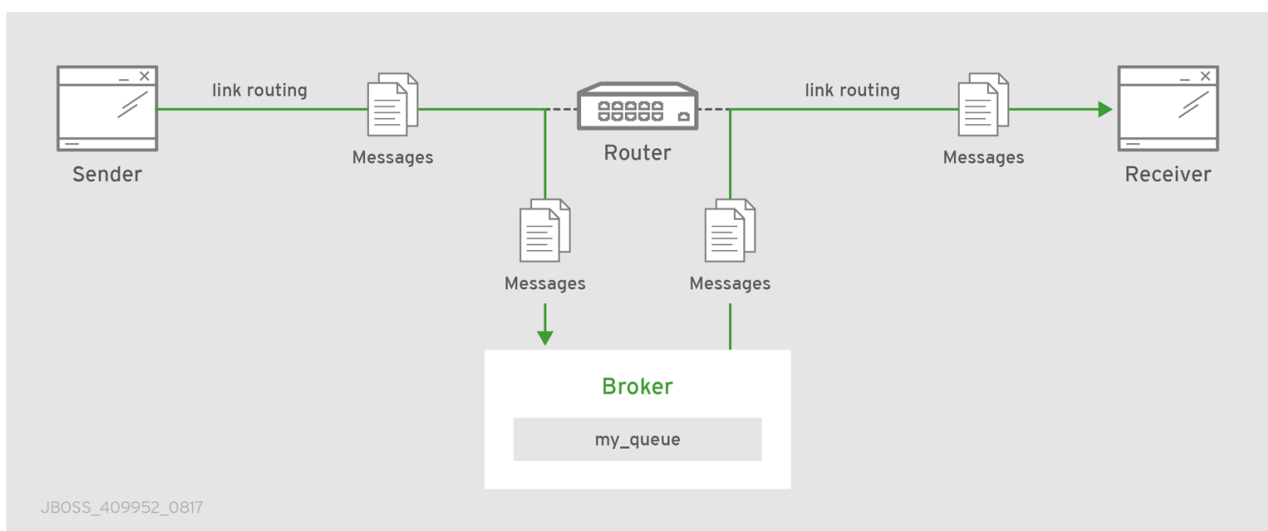 link routing
link routing
Messages
Router
Messages
Sender
Receiver
Messages
Messages
Broker
my_queue
JBOSS_409952_0817